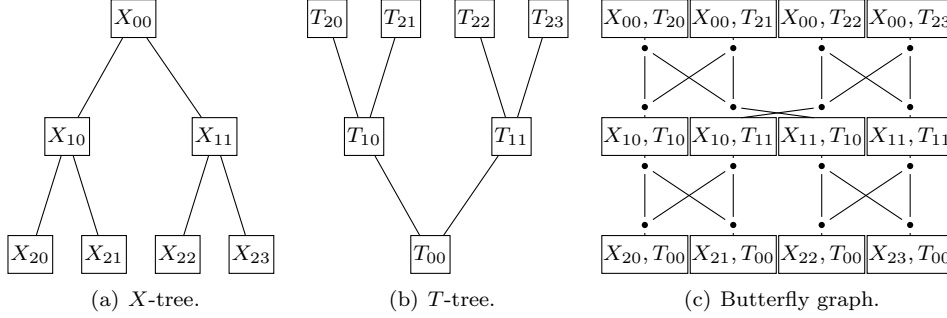 X00 T20 T21 T22 T23 X00, T20 X00, T21 X00, T22 X00, T23
X10 X11 T10 T11 X10, T10 X10, T11 X11, T10 X11, T11
X20 X21 X22 X23 T00 X20, T00 X21, T00 X22, T00 X23, T00
(a) X-tree. (b) T-tree. (c) Butterfly graph.